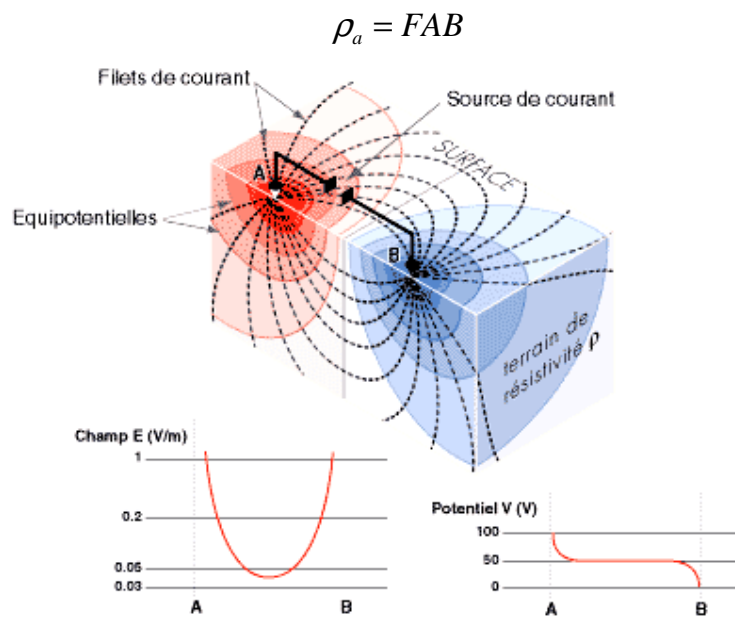 ρₐ = FAB
Filets de courant
Source de courant
A
SURFACE
Equipotentielles
B
terrain de
résistivité ρ
Champ E (V/m)
1
0.2
0.05
0.03
A B
Potentiel V (V)
100
50
0
A B